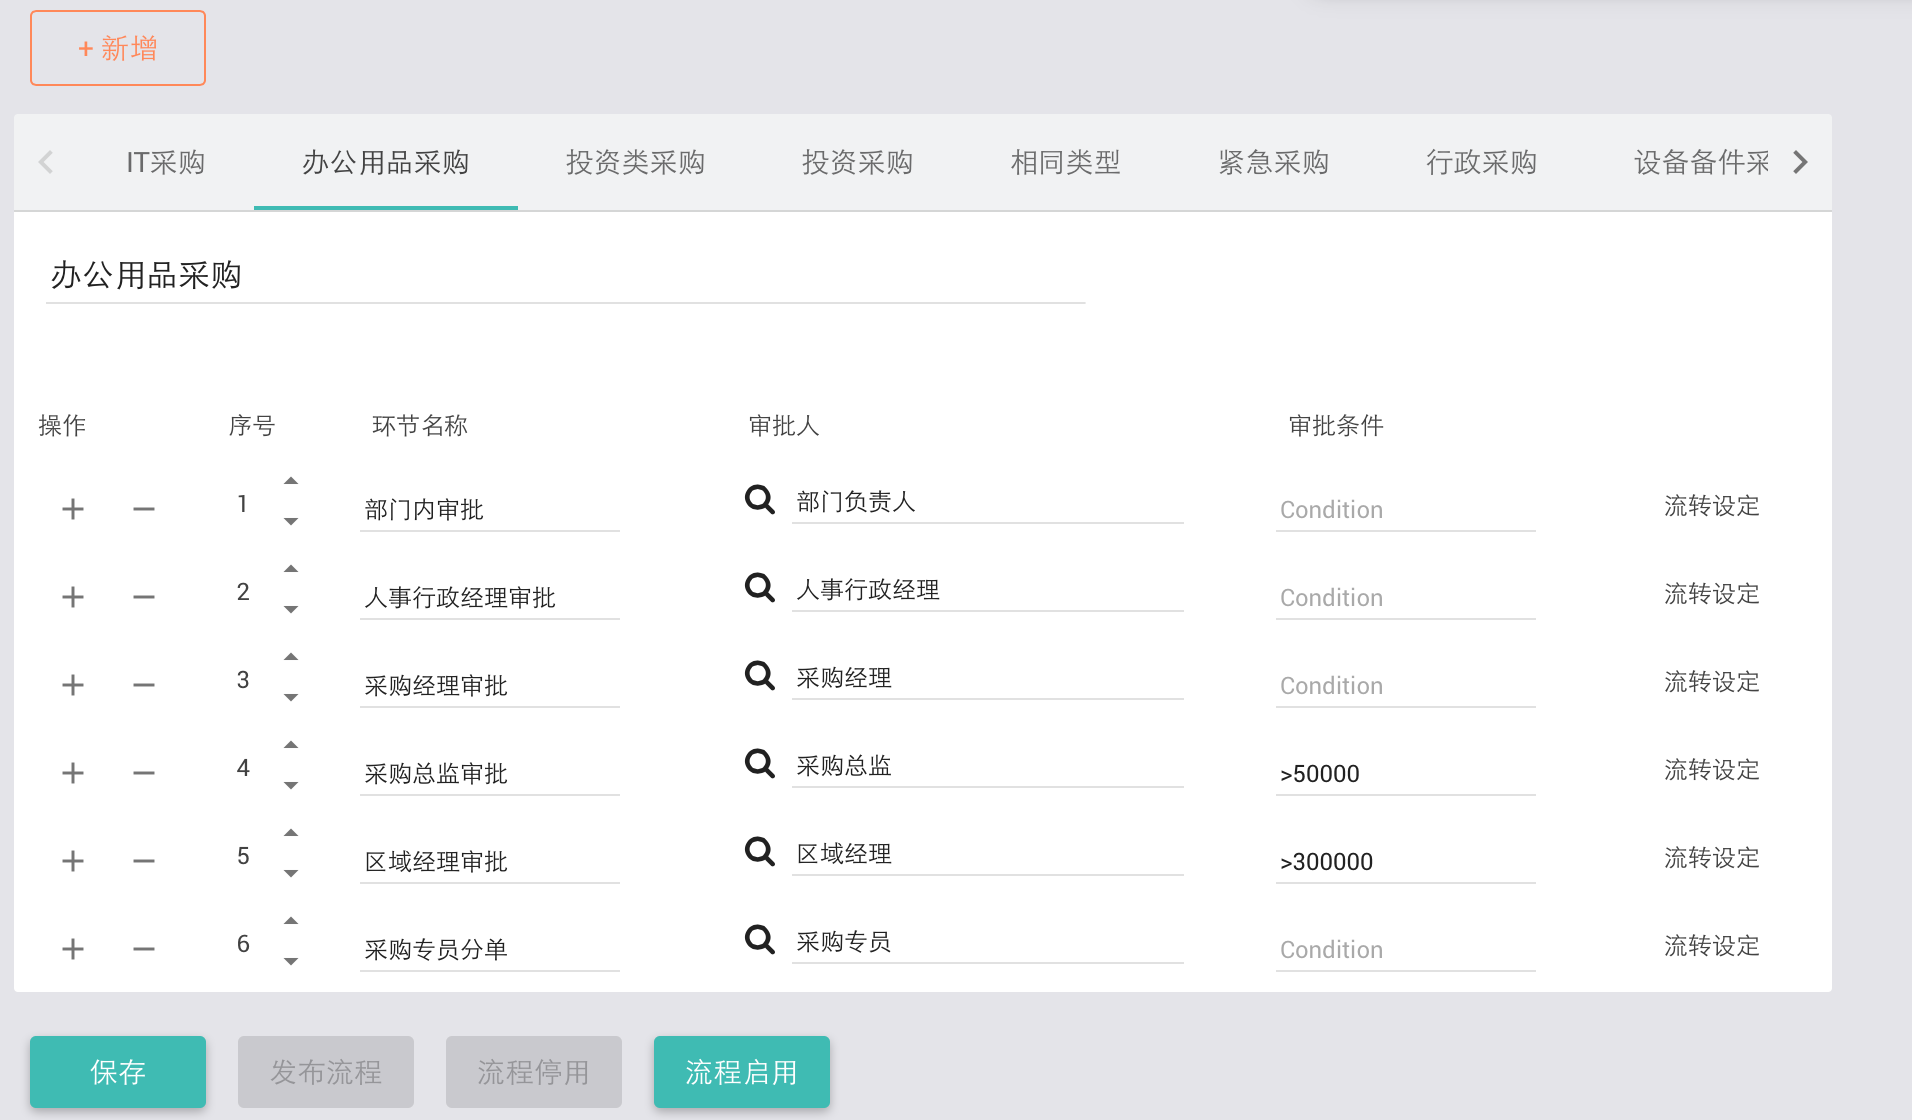 + 新增
IT采购 办公用品采购 投资类采购 投资采购 相同类型 紧急采购 行政采购 设备备件采
办公用品采购
操作 序号 环节名称 审批人 审批条件
1 部门内审批 部门负责人 Condition 流转设定
2 人事行政经理审批 人事行政经理 Condition 流转设定
3 采购经理审批 采购经理 Condition 流转设定
4 采购总监审批 采购总监 >50000 流转设定
5 区域经理审批 区域经理 >300000 流转设定
6 采购专员分单 采购专员 Condition 流转设定
保存 发布流程 流程停用 流程启用